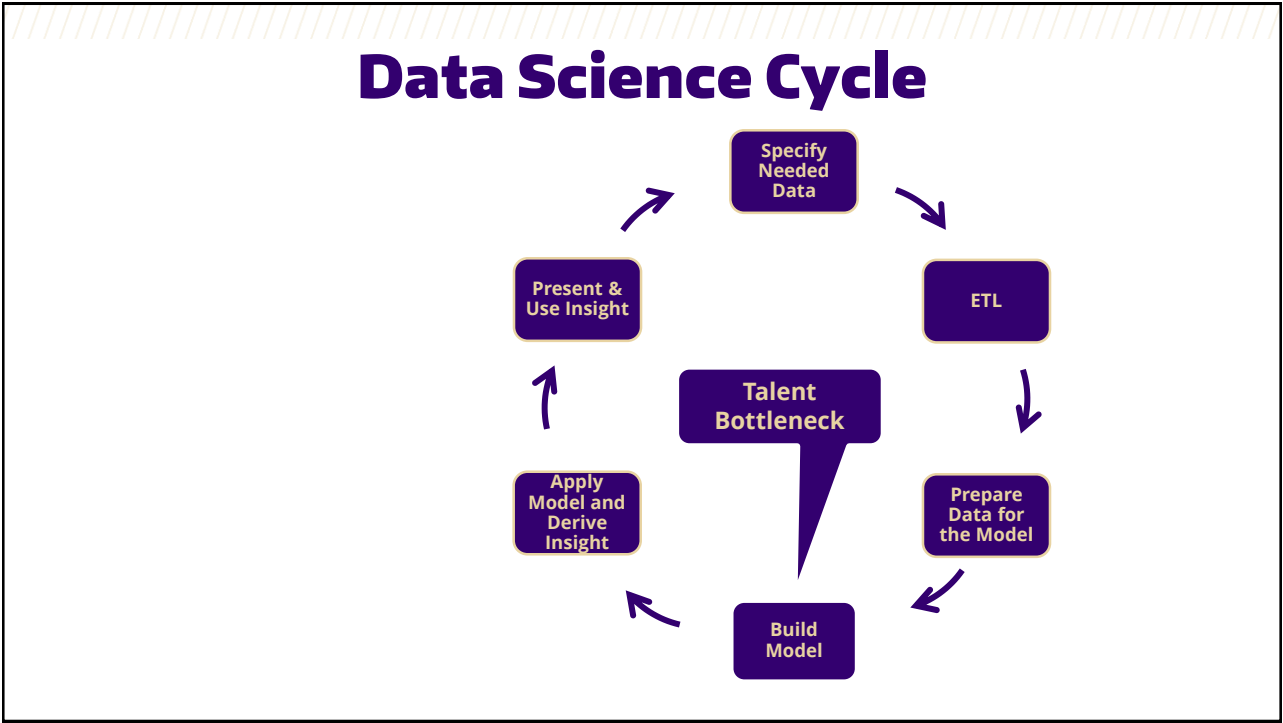 Data Science Cycle
Specify
Needed
Data
ETL
Prepare
Data for
the Model
Build
Model
Apply
Model and
Derive
Insight
Present &
Use Insight
Talent
Bottleneck